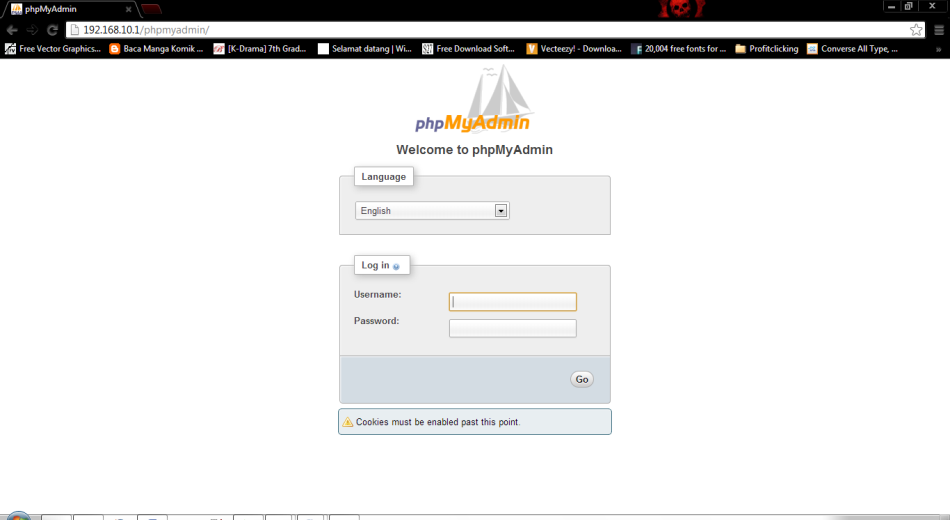 phpMyAdmin
192.168.10.1/phpmyadmin/
Free Vector Graphics...
Baca Manga Komik ...
[K-Drama] 7th Grad...
Selamat datang | Wi...
Free Download Soft...
Vecteezy! - Downloa...
20,004 free fonts for ...
Profitclicking
Converse All Type, ...
»
phpMyAdmin
Welcome to phpMyAdmin
Language
English
Log in
Username:
Password:
Go
Cookies must be enabled past this point.